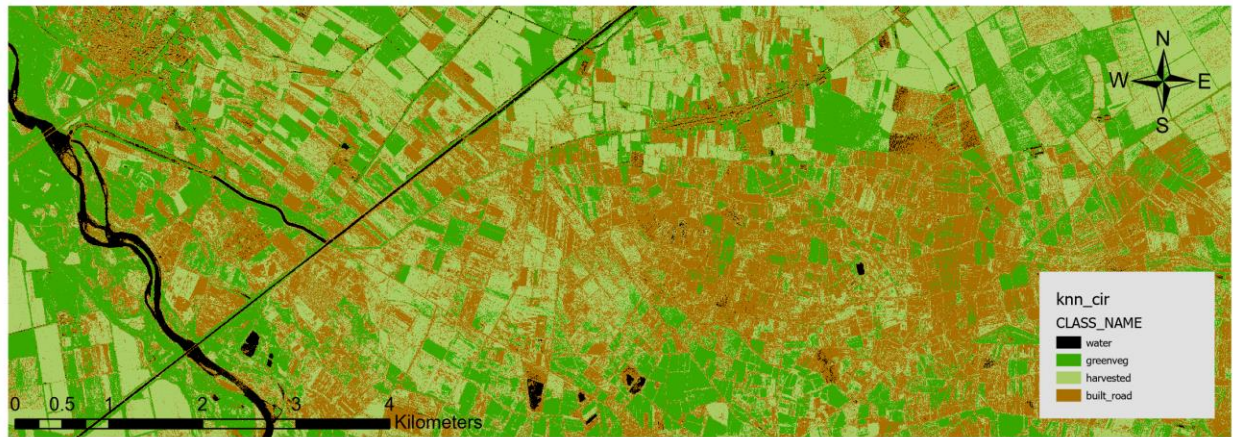 N
W E
S
knn_cir
CLASS_NAME
water
greenveg
harvested
built_road
0 0.5 1 2 3 4
Kilometers